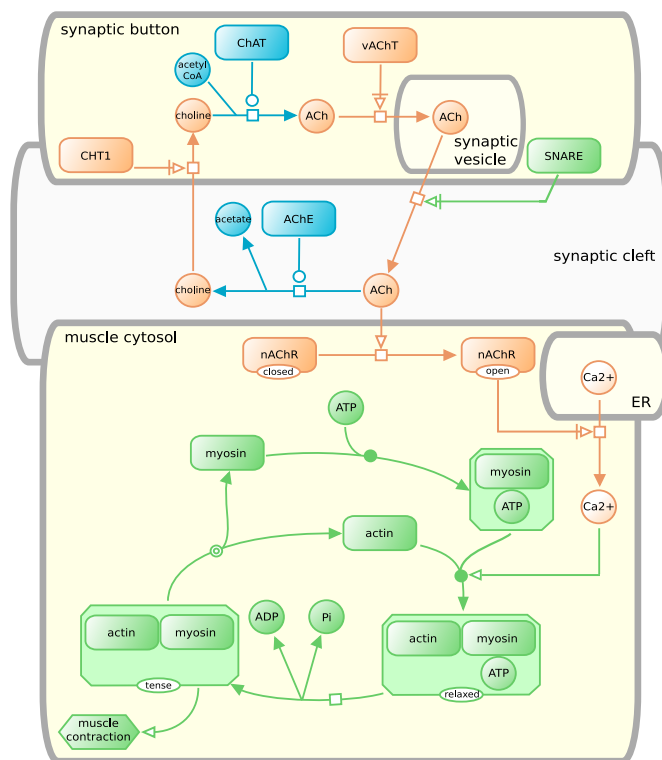 synaptic button
ChAT
vAChT
acetyl
CoA
choline
ACh
ACh
synaptic
vesicle
CHT1
SNARE
acetate
AChE
synaptic cleft
choline
ACh
muscle cytosol
nAChR
closed
nAChR
open
Ca2+
ER
ATP
myosin
myosin
ATP
Ca2+
actin
ADP
Pi
actin
myosin
tense
actin
myosin
ATP
relaxed
muscle
contraction